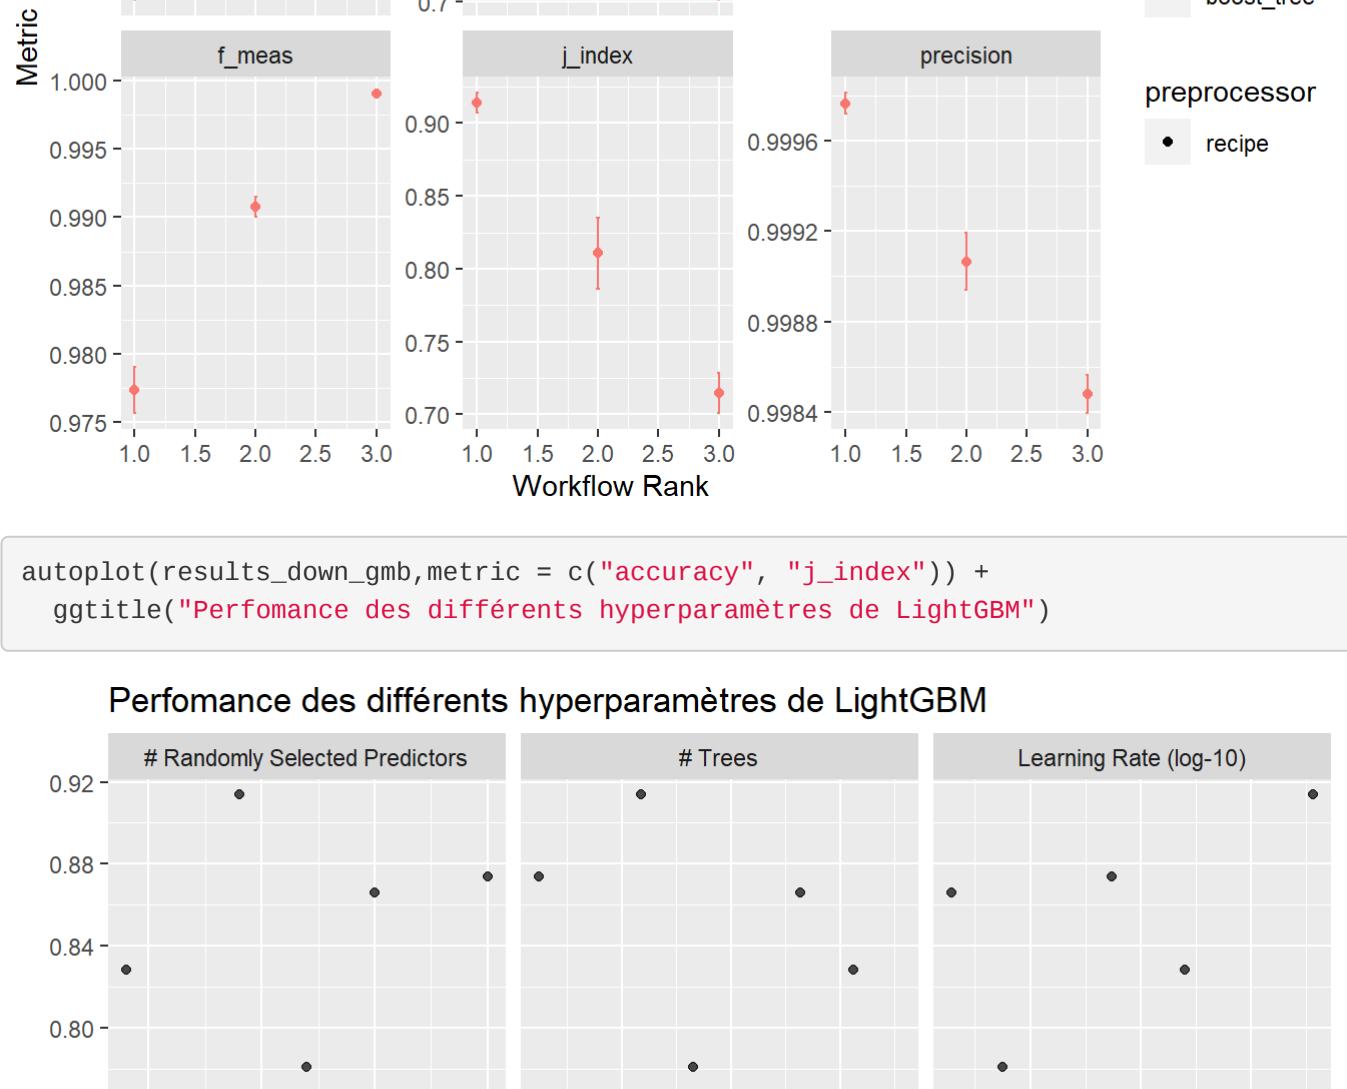 0.7
boost_tree
Metric
f_meas
j_index
precision
preprocessor
recipe
1.000
0.995
0.990
0.985
0.980
0.975
0.90
0.85
0.80
0.75
0.70
0.9996
0.9992
0.9988
0.9984
1.0 1.5 2.0 2.5 3.0
1.0 1.5 2.0 2.5 3.0
1.0 1.5 2.0 2.5 3.0
Workflow Rank
autoplot(results_down_gmb,metric = c("accuracy", "j_index")) +
ggtitle("Perfomance des différents hyperparamètres de LightGBM")
Perfomance des différents hyperparamètres de LightGBM
# Randomly Selected Predictors
# Trees
Learning Rate (log-10)
0.92
0.88
0.84
0.80